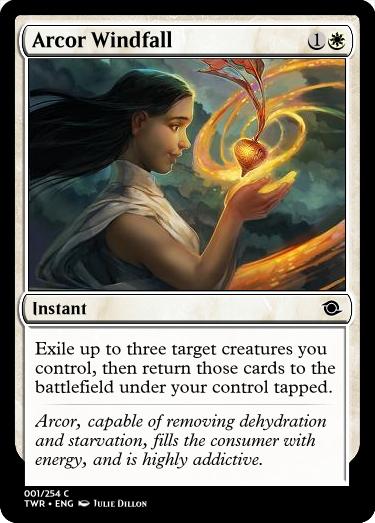 Arcor Windfall 1
Instant
Exile up to three target creatures you
control, then return those cards to the
battlefield under your control tapped.
Arcor, capable of removing dehydration
and starvation, fills the consumer with
energy, and is highly addictive.
001/254 C
TWR • ENG Julie Dillon